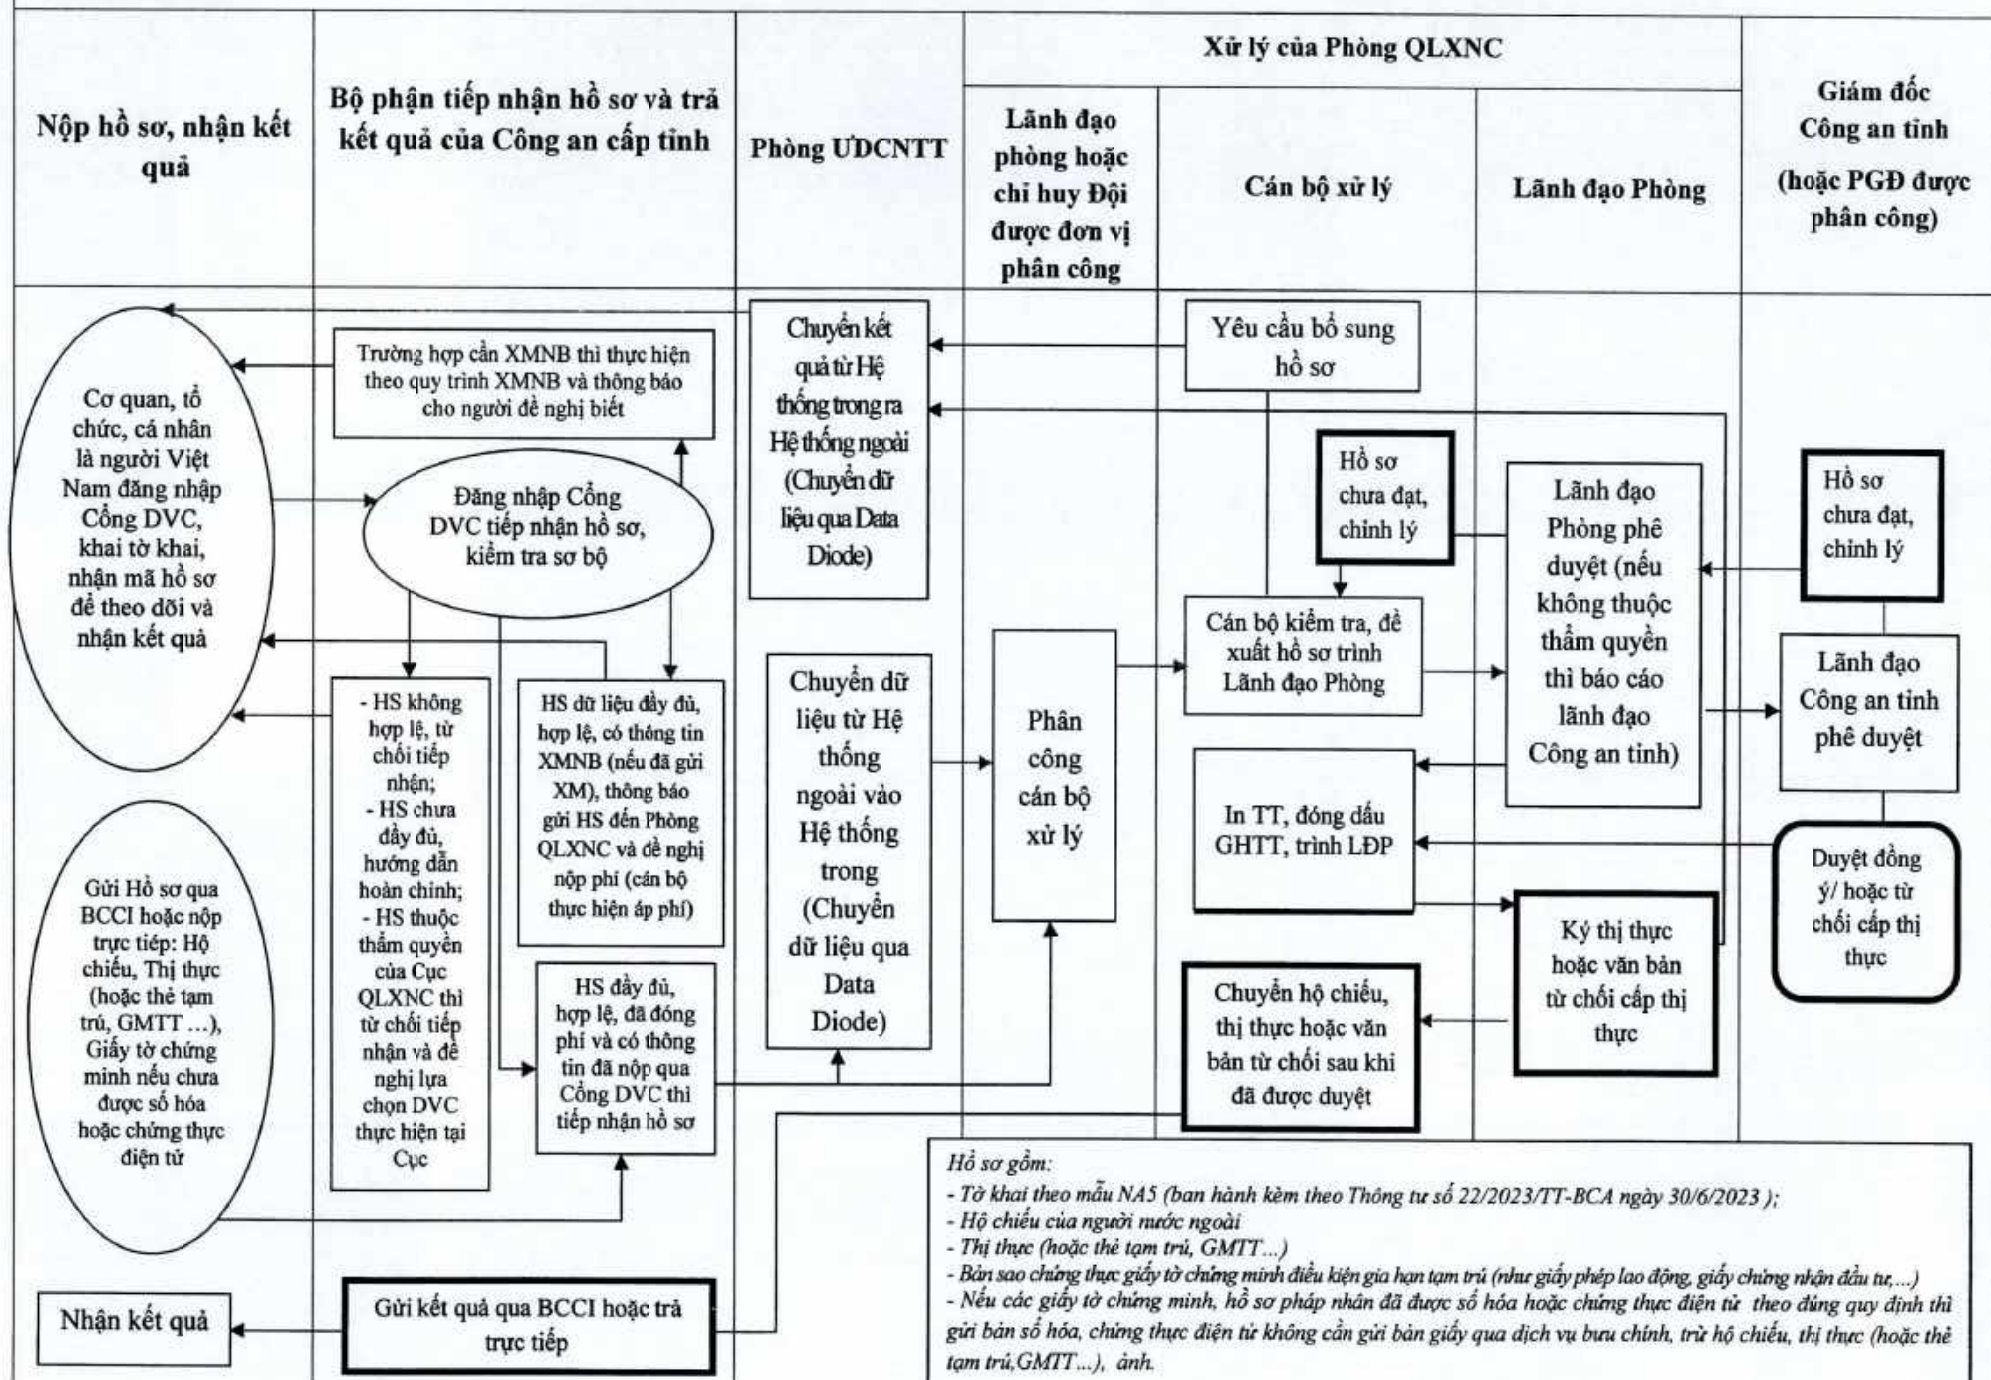 Nộp hồ sơ, nhận kết
quả
Bộ phận tiếp nhận hồ sơ và trả
kết quả của Công an cấp tỉnh
Phòng ƯDCNTT
Xử lý của Phòng QLXNC
Lãnh đạo
phòng hoặc
chỉ huy Đội
được đơn vị
phân công
Cán bộ xử lý
Lãnh đạo Phòng
Giám đốc
Công an tỉnh
(hoặc PGĐ được
phân công)
Cơ quan, tổ
chức, cá nhân
là người Việt
Nam đăng nhập
Cổng DVC,
khai tờ khai,
nhận mã hồ sơ
để theo dõi và
nhận kết quả
Trường hợp cần XMNB thì thực hiện
theo quy trình XMNB và thông báo
cho người đề nghị biết
Đăng nhập Cổng
DVC tiếp nhận hồ sơ,
kiểm tra sơ bộ
Chuyển kết
quả từ Hệ
thống trong ra
Hệ thống ngoài
(Chuyển dữ
liệu qua Data
Diode)
Yêu cầu bổ sung
hồ sơ
Hồ sơ
chưa đạt,
chỉnh lý
Lãnh đạo
Phòng phê
duyệt (nếu
không thuộc
thẩm quyền
thì báo cáo
lãnh đạo
Công an tỉnh)
Hồ sơ
chưa đạt,
chỉnh lý
Cán bộ kiểm tra, đề
xuất hồ sơ trình
Lãnh đạo Phòng
Lãnh đạo
Công an tỉnh
phê duyệt
- HS không
hợp lệ, từ
chối tiếp
nhận;
- HS chưa
đầy đủ,
hướng dẫn
hoàn chỉnh;
- HS thuộc
thẩm quyền
của Cục
QLXNC thì
từ chối tiếp
nhận và đề
nghị lựa
chọn DVC
thực hiện tại
Cục
HS dữ liệu đầy đủ,
hợp lệ, có thông tin
XMNB (nếu đã gửi
XM), thông báo
gửi HS đến Phòng
QLXNC và đề nghị
nộp phí (cán bộ
thực hiện áp phí)
Chuyển dữ
liệu từ Hệ
thống
ngoài vào
Hệ thống
trong
(Chuyển
dữ liệu qua
Data
Diode)
Phân
công
cán bộ
xử lý
In TT, đóng dấu
GHTT, trình LĐP
Duyệt đồng
ý/ hoặc từ
chối cấp thị
thực
Gửi Hồ sơ qua
BCCI hoặc nộp
trực tiếp: Hộ
chiếu, Thị thực
(hoặc thẻ tạm
trú, GMTT ...),
Giấy tờ chứng
minh nếu chưa
được số hóa
hoặc chứng thực
điện tử
HS đầy đủ,
hợp lệ, đã đóng
phí và có thông
tin đã nộp qua
Cổng DVC thì
tiếp nhận hồ sơ
Chuyển hộ chiếu,
thị thực hoặc văn
bản từ chối sau khi
đã được duyệt
Ký thị thực
hoặc văn bản
từ chối cấp thị
thực
Nhận kết quả
Gửi kết quả qua BCCI hoặc trả
trực tiếp
Hồ sơ gồm:
- Tờ khai theo mẫu NA5 (ban hành kèm theo Thông tư số 22/2023/TT-BCA ngày 30/6/2023 );
- Hộ chiếu của người nước ngoài
- Thị thực (hoặc thẻ tạm trú, GMTT...)
- Bản sao chứng thực giấy tờ chứng minh điều kiện gia hạn tạm trú (như giấy phép lao động, giấy chứng nhận đầu tư,...)
- Nếu các giấy tờ chứng minh, hồ sơ pháp nhân đã được số hóa hoặc chứng thực điện tử theo đúng quy định thì
gửi bản số hóa, chứng thực điện tử không cần gửi bản giấy qua dịch vụ bưu chính, trừ hộ chiếu, thị thực (hoặc thẻ
tạm trú,GMTT...), ảnh.